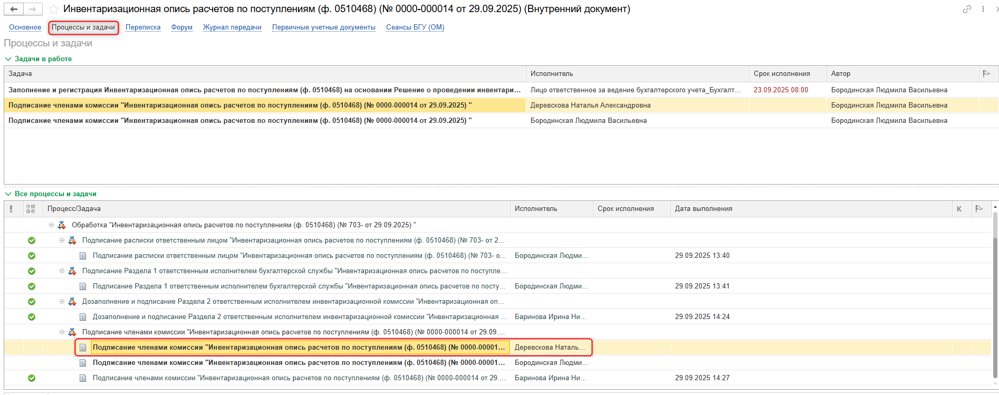 Инвентаризационная опись расчетов по поступлениям (ф. 0510468) (№ 0000-000014 от 29.09.2025) (Внутренний документ)
Основное Процессы и задачи Переписка Форум Журнал передачи Первичные учетные документы Сеансы БГУ (ОМ)
Процессы и задачи
Задачи в работе
Задача Исполнитель Срок исполнения Автор
Заполнение и регистрация Инвентаризационная опись расчетов по поступлениям (ф. 0510468) на основании Решение о проведении инвентари... Лицо ответственное за ведение бухгалтерского учета_Бухгалт... 23.09.2025 08:00 Бородинская Людмила Васильевна
Подписание членами комиссии "Инвентаризационная опись расчетов по поступлениям (ф. 0510468) (№ 0000-000014 от 29.09.2025) " Деревскова Наталья Александровна Бородинская Людмила Васильевна
Подписание членами комиссии "Инвентаризационная опись расчетов по поступлениям (ф. 0510468) (№ 0000-000014 от 29.09.2025) " Бородинская Людмила Васильевна Бородинская Людмила Васильевна
Все процессы и задачи
Процесс/Задача Исполнитель Срок исполнения Дата выполнения К
Обработка "Инвентаризационная опись расчетов по поступлениям (ф. 0510468) (№ 703- от 29.09.2025) "
Подписание расписки ответственным лицом "Инвентаризационная опись расчетов по поступлениям (ф. 0510468) (№ 703- от 2...
Подписание расписки ответственным лицом "Инвентаризационная опись расчетов по поступлениям (ф. 0510468) (№ 703- о... Бородинская Людми... 29.09.2025 13:40
Подписание Раздела 1 ответственным исполнителем бухгалтерской службы "Инвентаризационная опись расчетов по поступле...
Подписание Раздела 1 ответственным исполнителем бухгалтерской службы "Инвентаризационная опись расчетов по посту... Бородинская Людми... 29.09.2025 13:41
Дозаполнение и подписание Раздела 2 ответственным исполнителем инвентаризационной комиссии "Инвентаризационная оп...
Дозаполнение и подписание Раздела 2 ответственным исполнителем инвентаризационной комиссии "Инвентаризационная ... Баринова Ирина Ни... 29.09.2025 14:24
Подписание членами комиссии "Инвентаризационная опись расчетов по поступлениям (ф. 0510468) (№ 0000-000014 от 29.09....
Подписание членами комиссии "Инвентаризационная опись расчетов по поступлениям (ф. 0510468) (№ 0000-00001... Деревскова Наталь...
Подписание членами комиссии "Инвентаризационная опись расчетов по поступлениям (ф. 0510468) (№ 0000-00001... Бородинская Людми...
Подписание членами комиссии "Инвентаризационная опись расчетов по поступлениям (ф. 0510468) (№ 0000-000014 от 29.... Баринова Ирина Ни... 29.09.2025 14:27